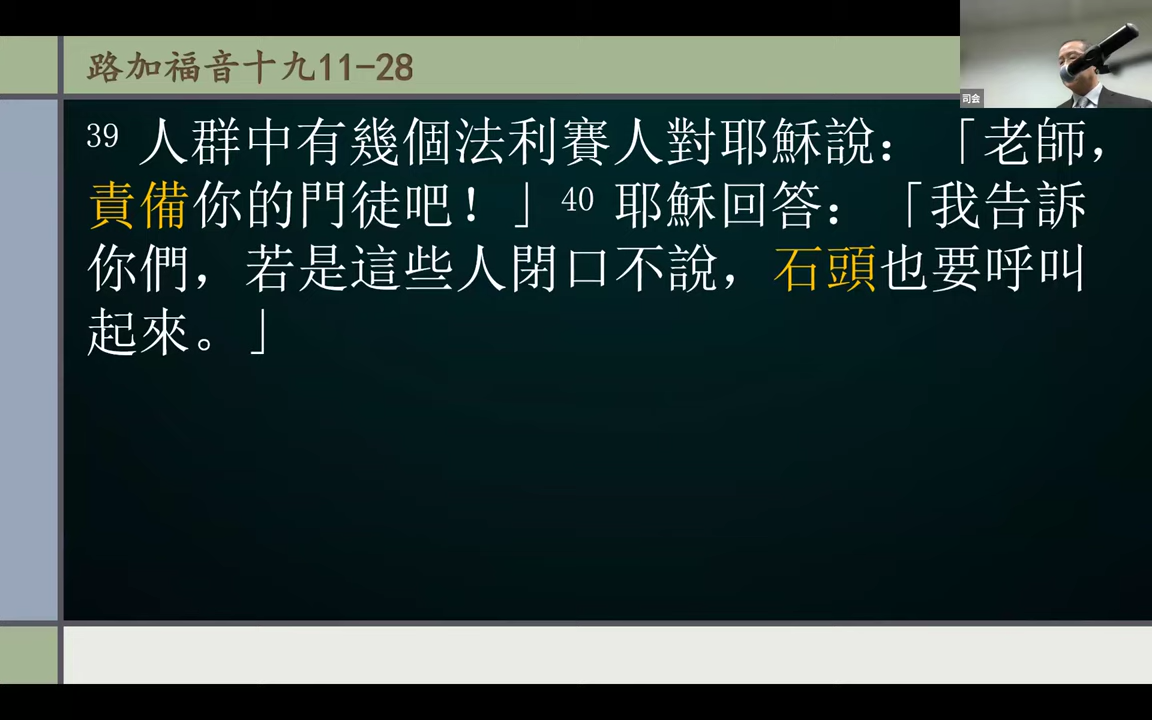 路加福音十九11-28
司会
39 人群中有幾個法利賽人對耶穌說：「老師，
責備你的門徒吧！」40 耶穌回答：「我告訴
你們，若是這些人閉口不說，石頭也要呼叫
起來。」